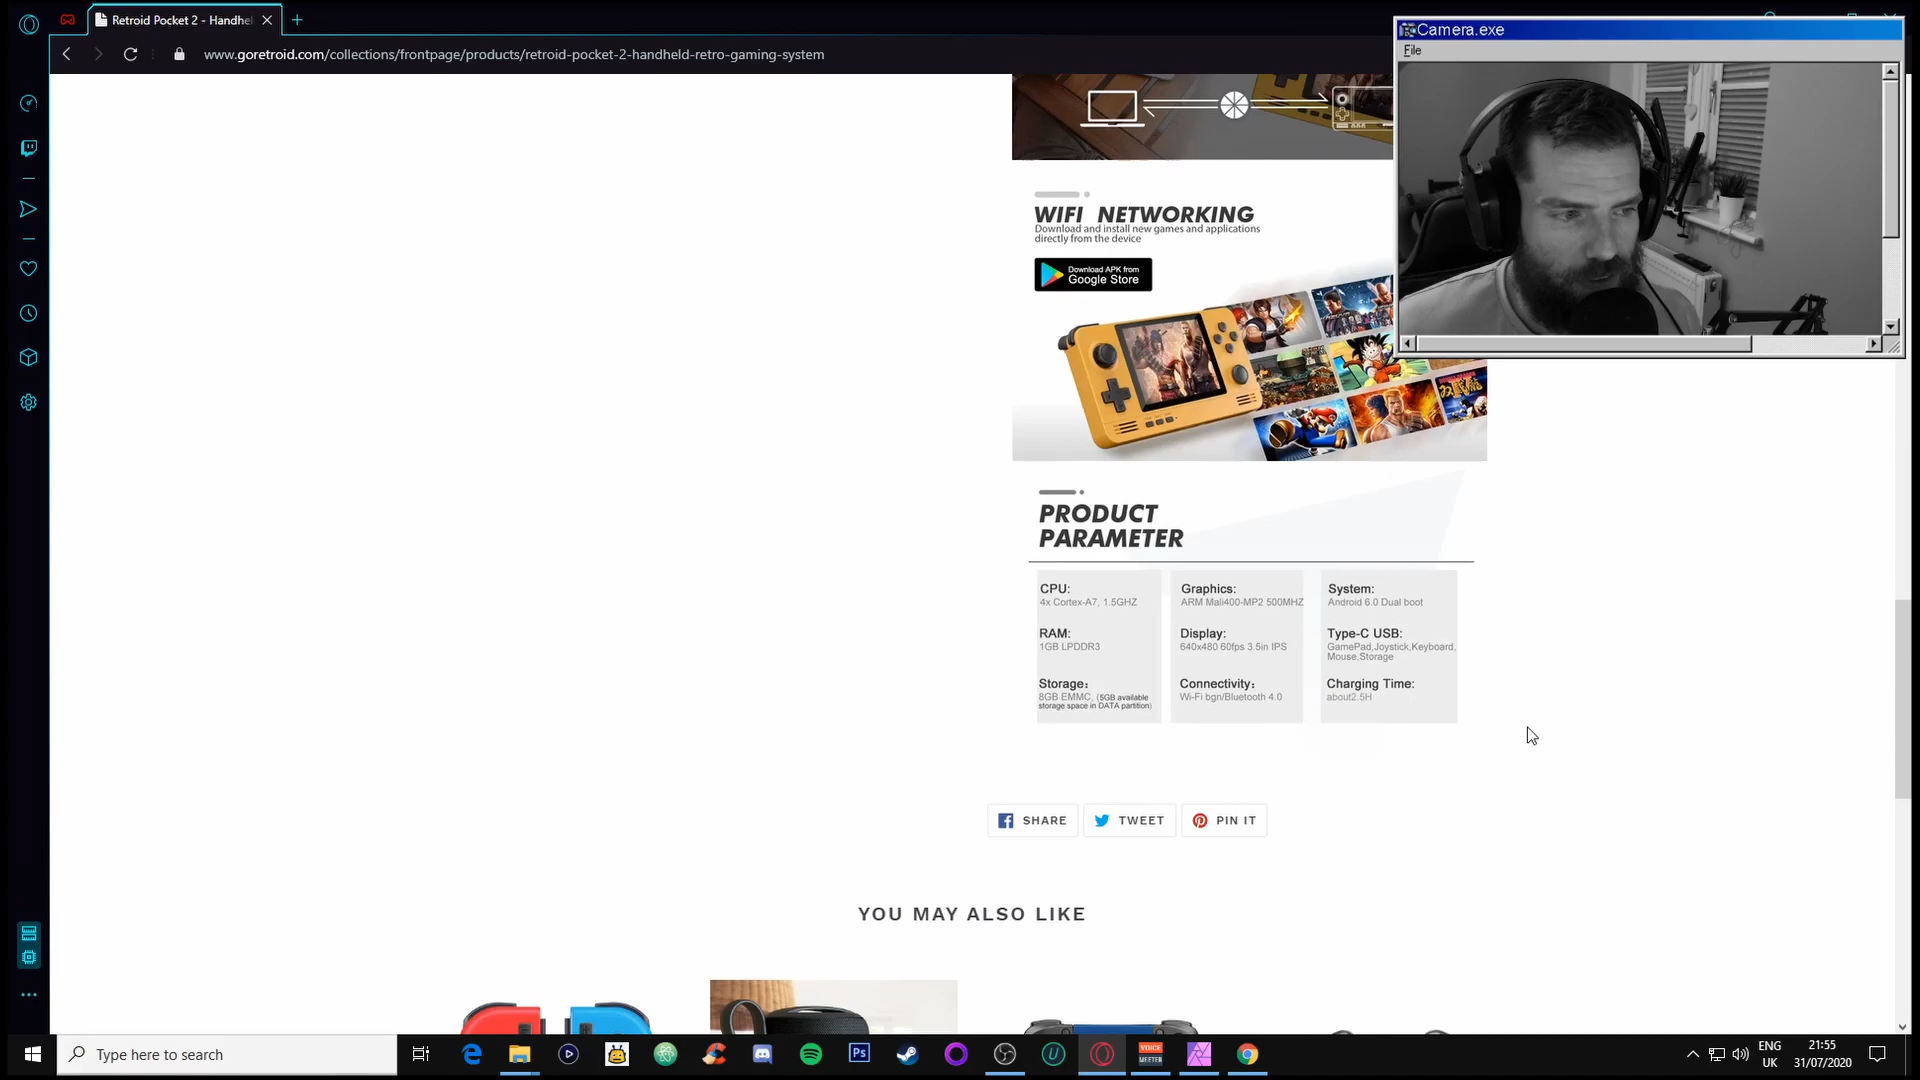 Retroid Pocket 2 - Handhe
www.goretroid.com/collections/frontpage/products/retroid-pocket-2-handheld-retro-gaming-system
Camera.exe
File
WIFI NETWORKING
Download and install new games and applications
directly from the device
Download APK from
Google Store
PRODUCT
PARAMETER
CPU:
4x Cortex-A7, 1.5GHZ
Graphics:
ARM Mali400-MP2 500MHZ
System:
Android 6.0 Dual boot
RAM:
1GB LPDDR3
Display:
640x480 60fps 3.5in IPS
Type-C USB:
GamePad,Joystick,Keyboard,
Mouse,Storage
Storage:
8GB EMMC, (5GB available
storage space in DATA partition)
Connectivity:
Wi-Fi bgn/Bluetooth 4.0
Charging Time:
about2.5H
SHARE
TWEET
PIN IT
YOU MAY ALSO LIKE
Type here to search
Ps
VOICE
MEETER
ENG
UK
21:55
31/07/2020